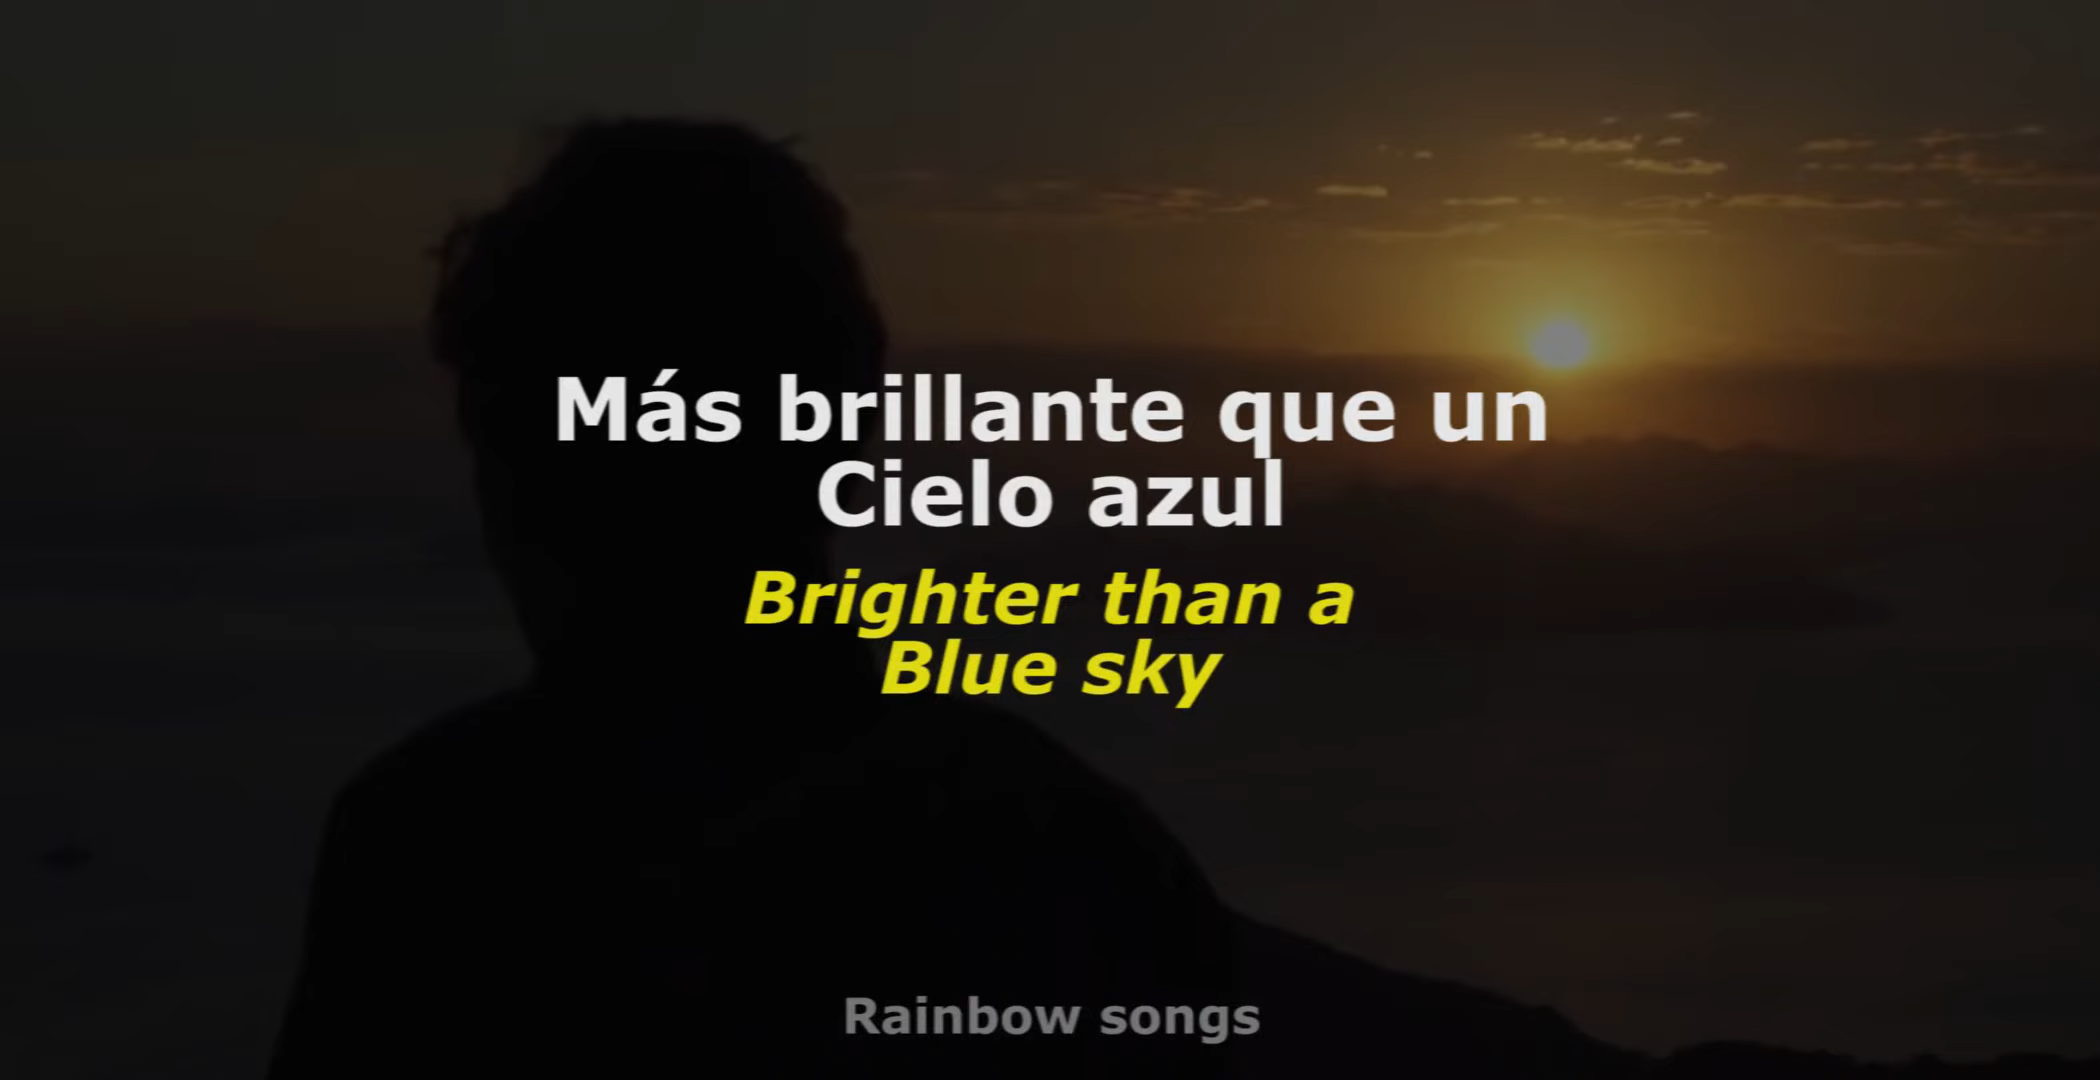 Más brillante que un
Cielo azul
Brighter than a
Blue sky
Rainbow songs